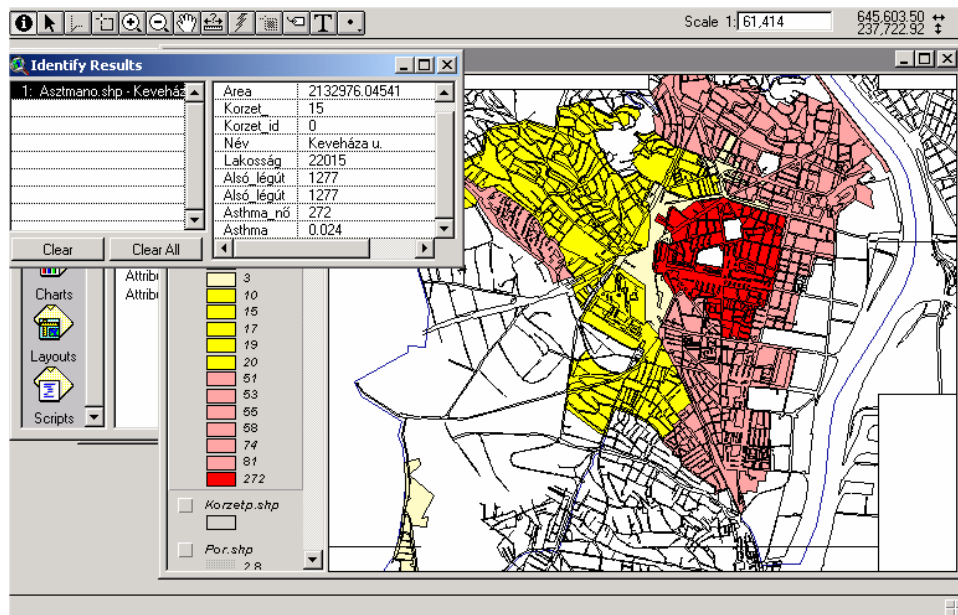 Scale 1: 61,414
645,603.50
237,722.92
Identify Results
1: Asztmano.shp - Keveház
Area 2132976.04541
Korzet_ 15
Korzet_id 0
Név Keveháza u.
Lakosság 22015
Alsó_légút 1277
Alsó_légút 1277
Asthma_nő 272
Asthma 0.024
Clear
Clear All
Attribu
Attribu
Charts
Layouts
Scripts
3
10
15
17
19
20
51
53
55
58
74
81
272
Korzetp.shp
Por.shp
2.8